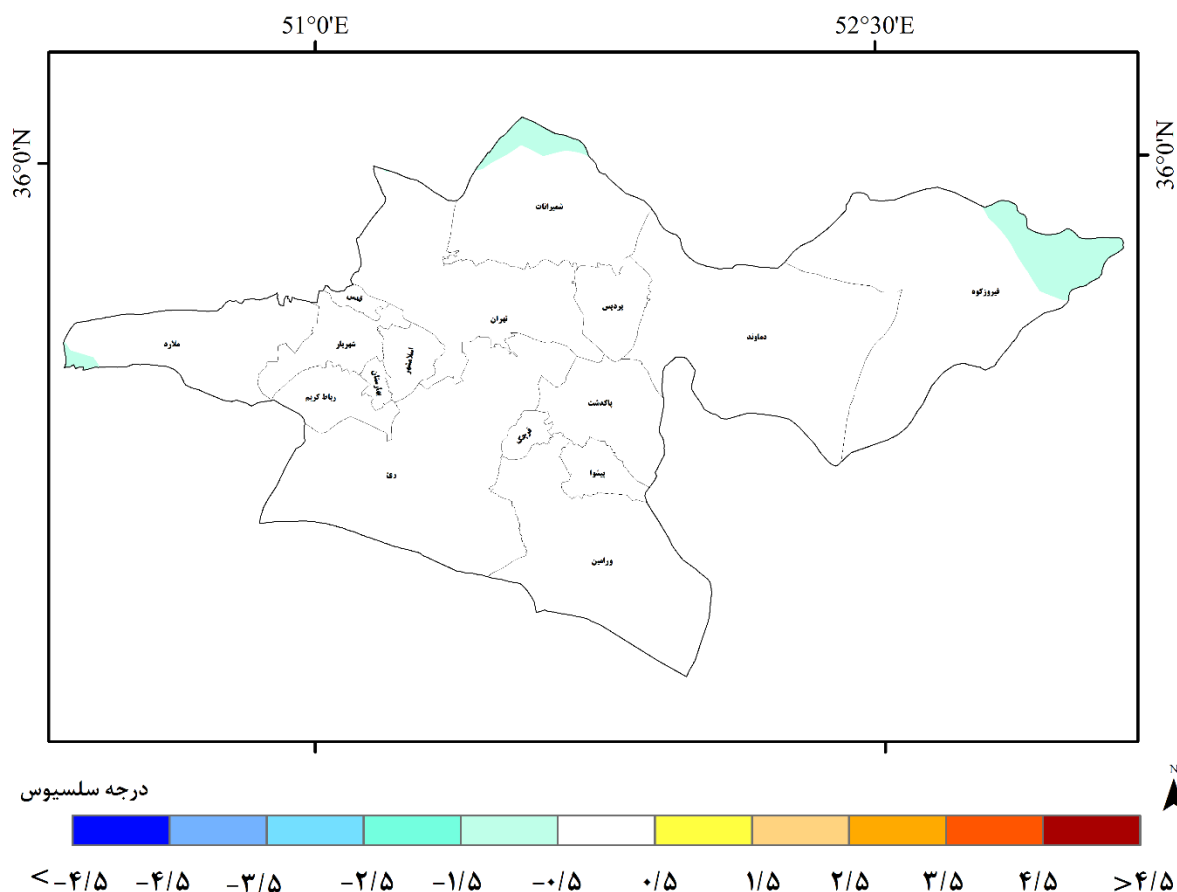 51°0'E 52°30'E
36°0'N 36°0'N
شمیرانات
فیروزکوه
پردیس
قدس
تهران
دماوند
ملارد
شهریار
اسلامشهر
بهارستان
رباط کریم
پاکدشت
قرچک
پیشوا
ری
ورامین
N
درجه سلسیوس
<-۴/۵ -۴/۵ -۳/۵ -۲/۵ -۱/۵ -۰/۵ ۰/۵ ۱/۵ ۲/۵ ۳/۵ ۴/۵ >۴/۵